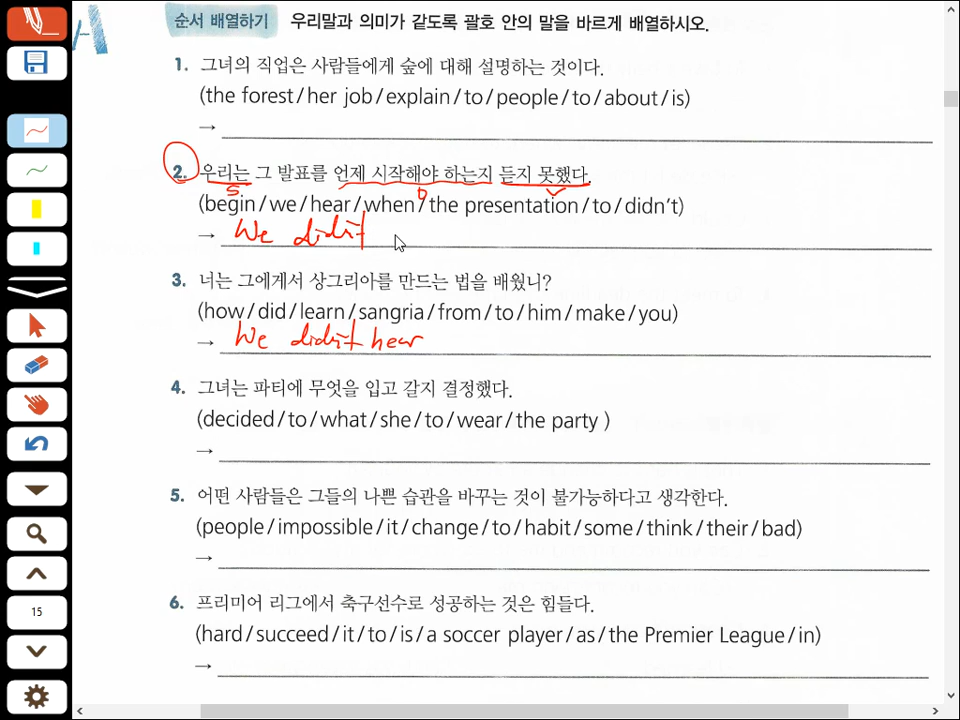 순서 배열하기 우리말과 의미가 같도록 괄호 안의 말을 바르게 배열하시오.
1. 그녀의 직업은 사람들에게 숲에 대해 설명하는 것이다.
(the forest / her job / explain / to / people / to / about / is)
→
2. 우리는 그 발표를 언제 시작해야 하는지 듣지 못했다.
S O V
(begin / we / hear / when / the presentation / to / didn't)
→ We didn't
3. 너는 그에게서 상그리아를 만드는 법을 배웠니?
(how / did / learn / sangria / from / to / him / make / you)
→ We didn't hear
4. 그녀는 파티에 무엇을 입고 갈지 결정했다.
(decided / to / what / she / to / wear / the party )
→
5. 어떤 사람들은 그들의 나쁜 습관을 바꾸는 것이 불가능하다고 생각한다.
(people / impossible / it / change / to / habit / some / think / their / bad)
→
6. 프리미어 리그에서 축구선수로 성공하는 것은 힘들다.
(hard / succeed / it / to / is / a soccer player / as / the Premier League / in)
→
15